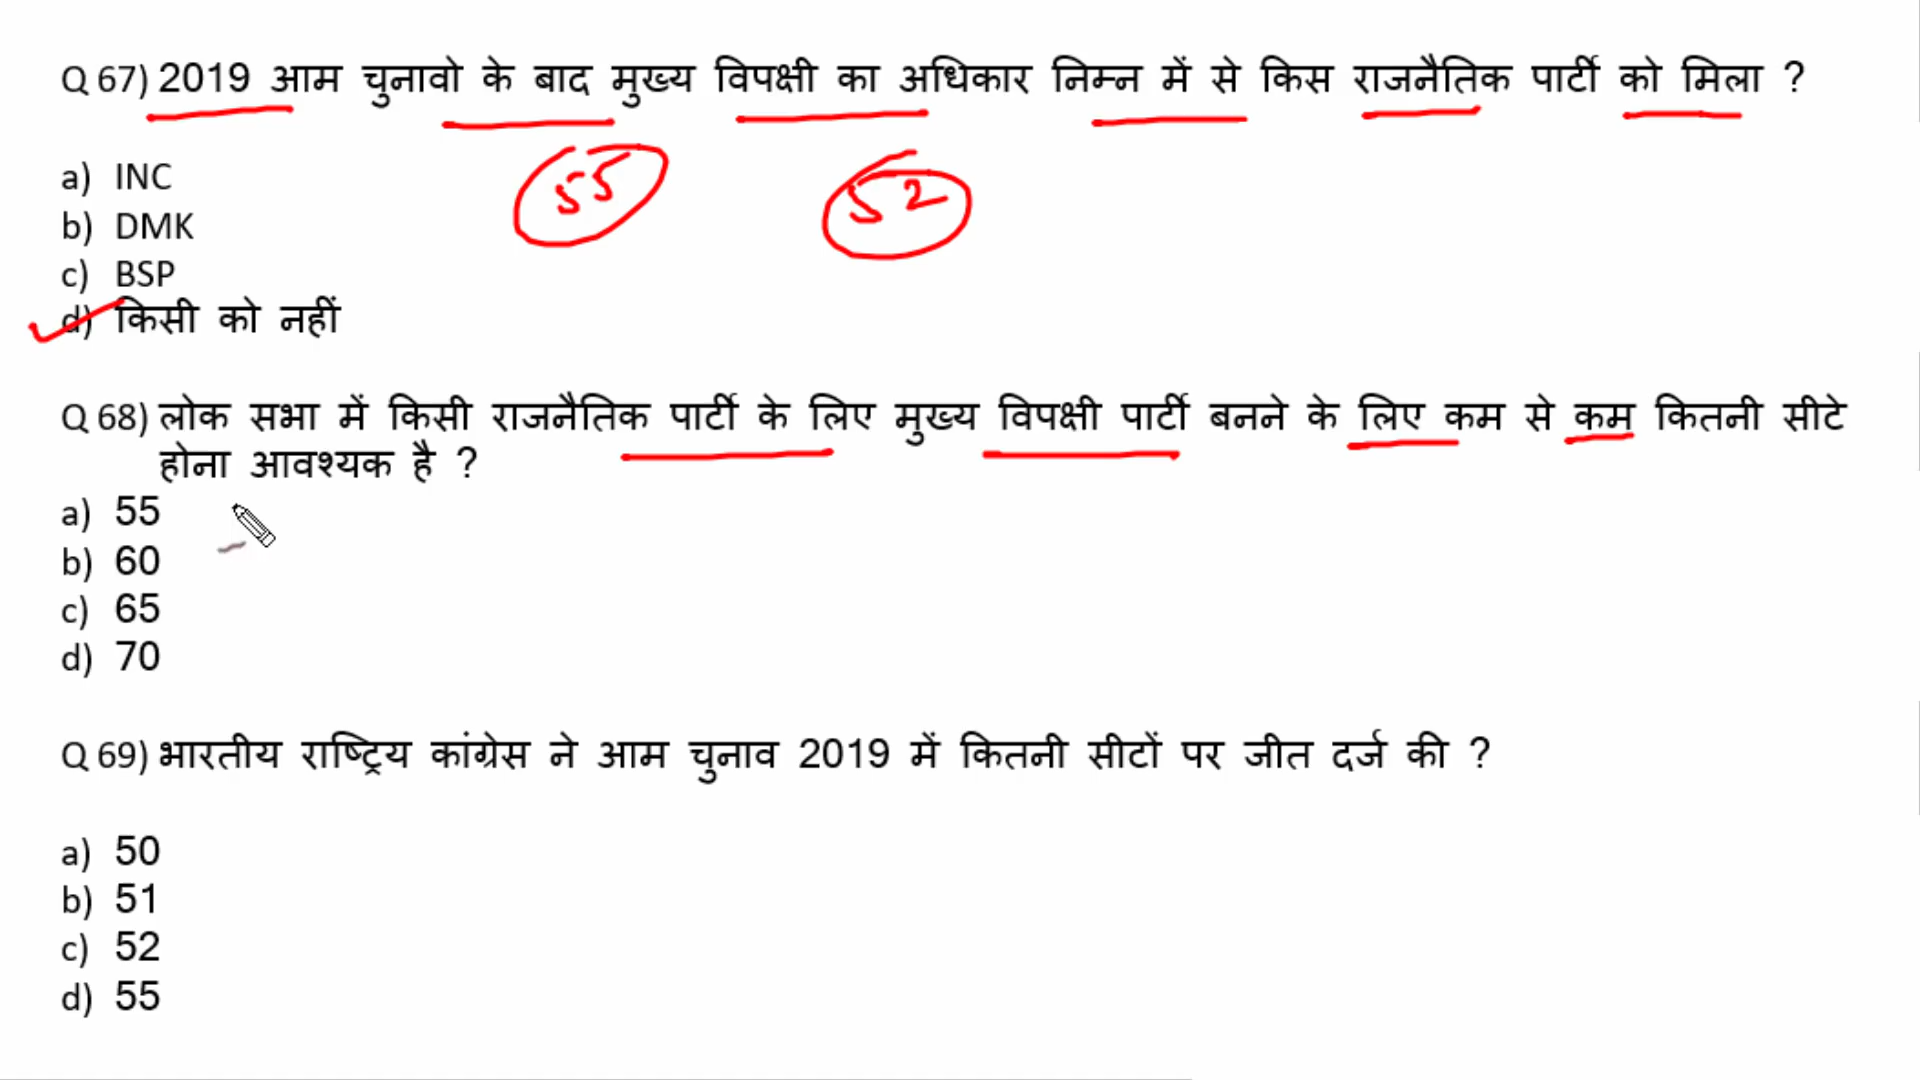 Q 67) 2019 आम चुनावो के बाद मुख्य विपक्षी का अधिकार निम्न में से किस राजनैतिक पार्टी को मिला ?
55 52
a) INC
b) DMK
c) BSP
d) किसी को नहीं
Q 68) लोक सभा में किसी राजनैतिक पार्टी के लिए मुख्य विपक्षी पार्टी बनने के लिए कम से कम कितनी सीटे
होना आवश्यक है ?
a) 55
b) 60
c) 65
d) 70
Q 69) भारतीय राष्ट्रिय कांग्रेस ने आम चुनाव 2019 में कितनी सीटों पर जीत दर्ज की ?
a) 50
b) 51
c) 52
d) 55